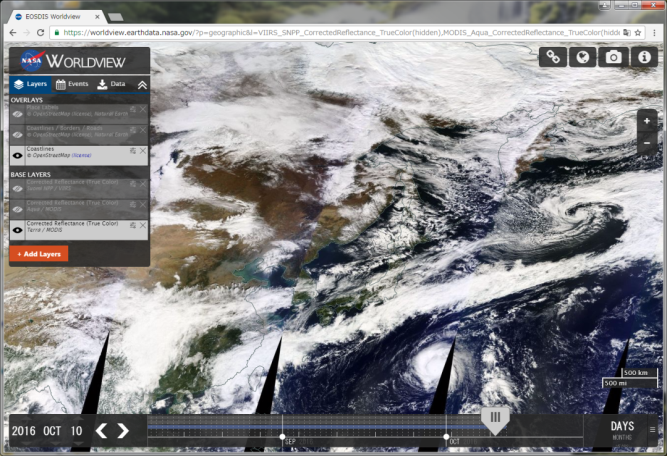 EOSDIS Worldview
https://worldview.earthdata.nasa.gov/?p=geographic&l=VIIRS_SNPP_CorrectedReflectance_TrueColor(hidden),MODIS_Aqua_CorrectedReflectance_TrueColor(hidde
NASA WORLDVIEW
Layers Events Data
OVERLAYS
Place Labels
© OpenStreetMap (license), Natural Earth
Coastlines / Borders / Roads
© OpenStreetMap (license), Natural Earth
Coastlines
© OpenStreetMap (license)
BASE LAYERS
Corrected Reflectance (True Color)
Suomi NPP / VIIRS
Corrected Reflectance (True Color)
Aqua / MODIS
Corrected Reflectance (True Color)
Terra / MODIS
+ Add Layers
500 km
500 mi
2016 OCT 10
SEP
OCT
DAYS
MONTHS